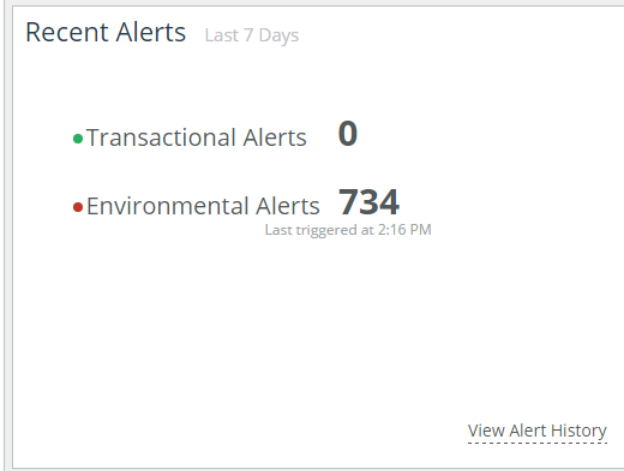 Recent Alerts Last 7 Days
Transactional Alerts 0
Environmental Alerts 734
Last triggered at 2:16 PM
View Alert History